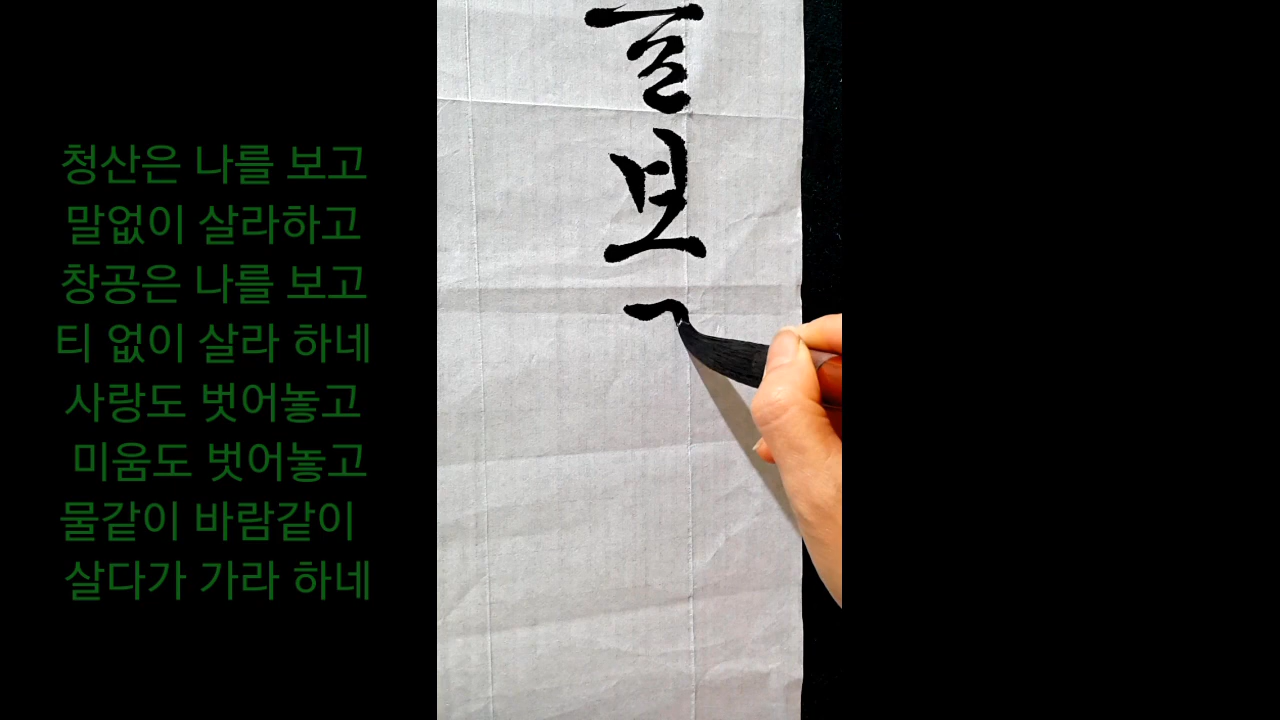 청산은 나를 보고
말없이 살라하고
창공은 나를 보고
티 없이 살라 하네
사랑도 벗어놓고
미움도 벗어놓고
물같이 바람같이
살다가 가라 하네
보